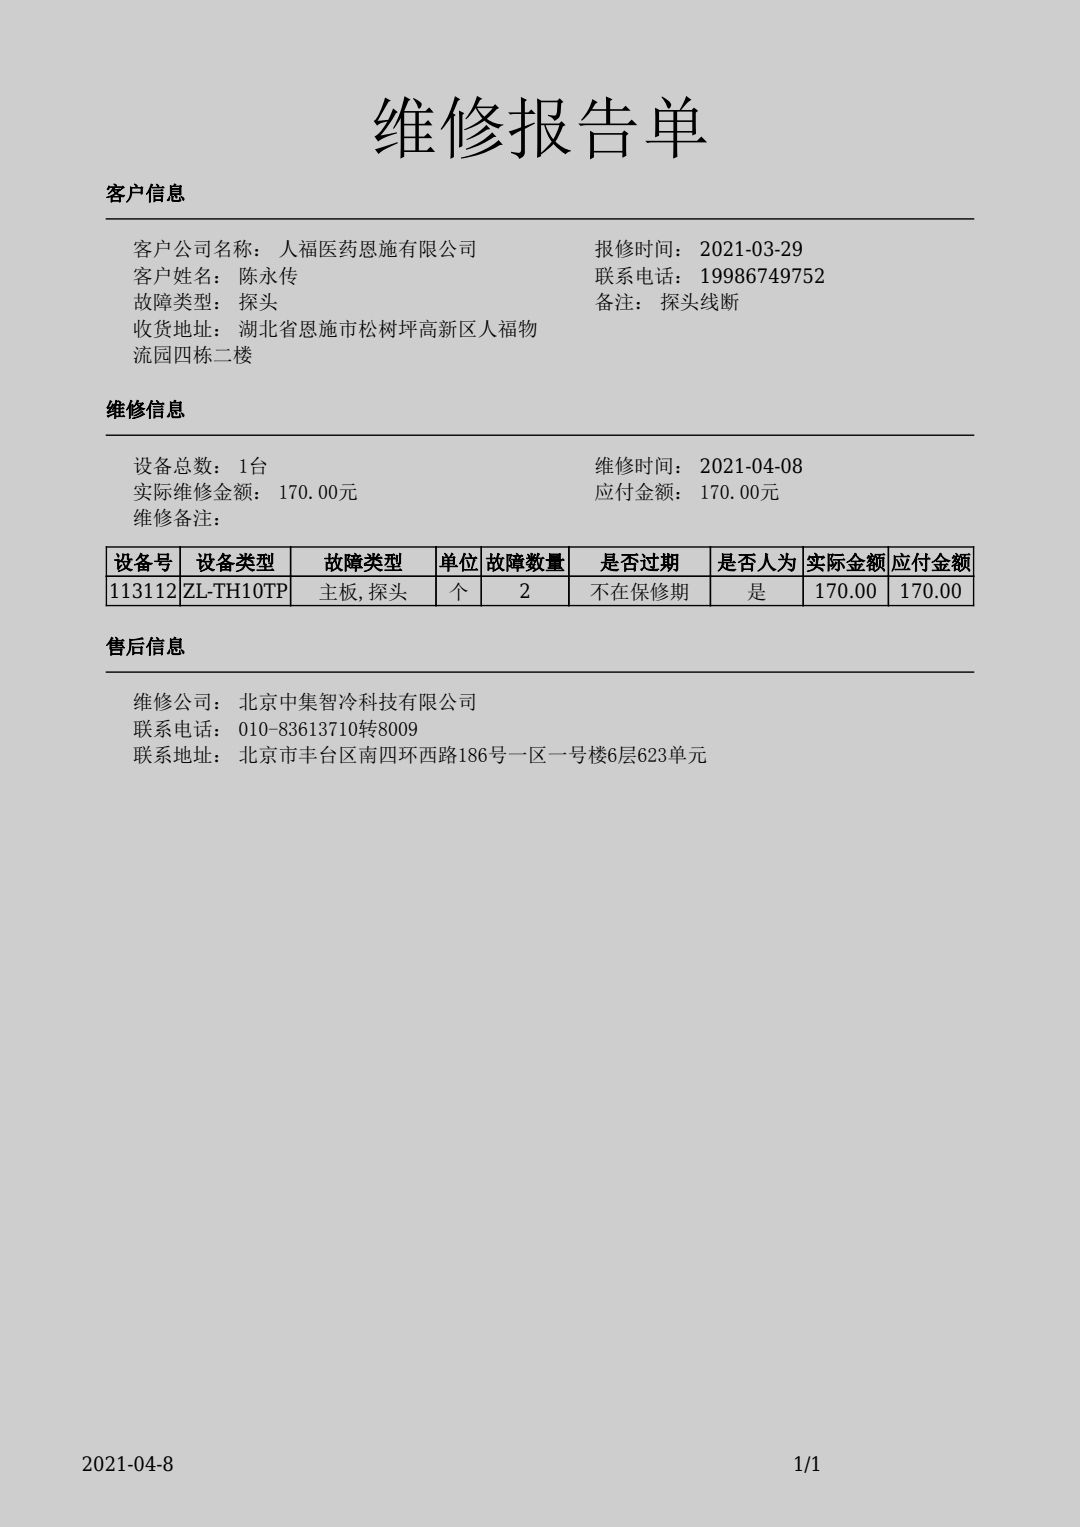 维修报告单
客户信息
客户公司名称： 人福医药恩施有限公司 报修时间： 2021-03-29
客户姓名： 陈永传 联系电话： 19986749752
故障类型： 探头 备注： 探头线断
收货地址： 湖北省恩施市松树坪高新区人福物
流园四栋二楼
维修信息
设备总数： 1台 维修时间： 2021-04-08
实际维修金额： 170.00元 应付金额： 170.00元
维修备注：
设备号 设备类型 故障类型 单位 故障数量 是否过期 是否人为 实际金额 应付金额
113112 ZL-TH10TP 主板,探头 个 2 不在保修期 是 170.00 170.00
售后信息
维修公司： 北京中集智冷科技有限公司
联系电话： 010-83613710转8009
联系地址： 北京市丰台区南四环西路186号一区一号楼6层623单元
2021-04-8 1/1